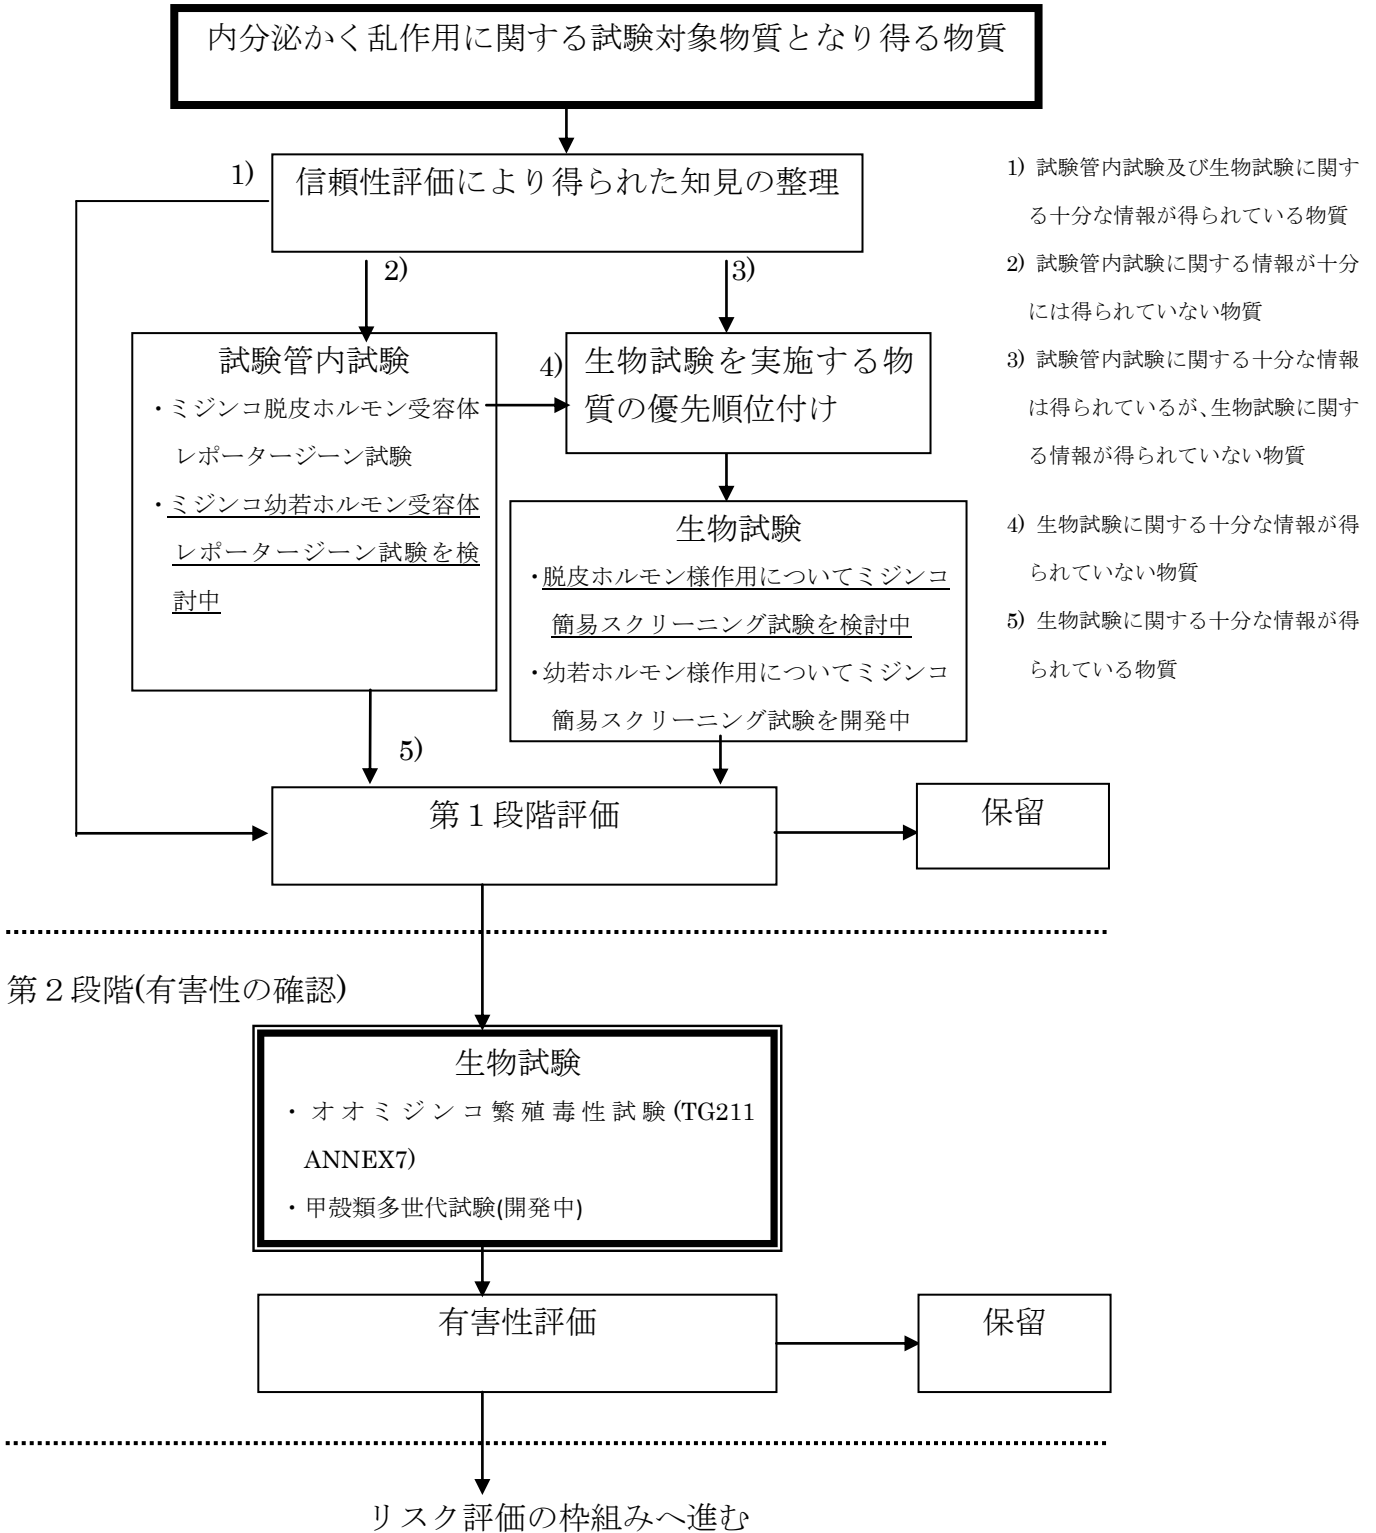 内分泌かく乱作用に関する試験対象物質となり得る物質
1)
信頼性評価により得られた知見の整理
2)
3)
試験管内試験
・ミジンコ脱皮ホルモン受容体
レポータージーン試験
・ミジンコ幼若ホルモン受容体
レポータージーン試験を検
討中
4)
生物試験を実施する物
質の優先順位付け
生物試験
・脱皮ホルモン様作用についてミジンコ
簡易スクリーニング試験を検討中
・幼若ホルモン様作用についてミジンコ
簡易スクリーニング試験を開発中
5)
1) 試験管内試験及び生物試験に関す
る十分な情報が得られている物質
2) 試験管内試験に関する情報が十分
には得られていない物質
3) 試験管内試験に関する十分な情報
は得られているが、生物試験に関す
る情報が得られていない物質
4) 生物試験に関する十分な情報が得
られていない物質
5) 生物試験に関する十分な情報が得
られている物質
第１段階評価
保留
第２段階(有害性の確認)
生物試験
・オオミジンコ繁殖毒性試験(TG211
ANNEX7)
・甲殻類多世代試験(開発中)
有害性評価
保留
リスク評価の枠組みへ進む